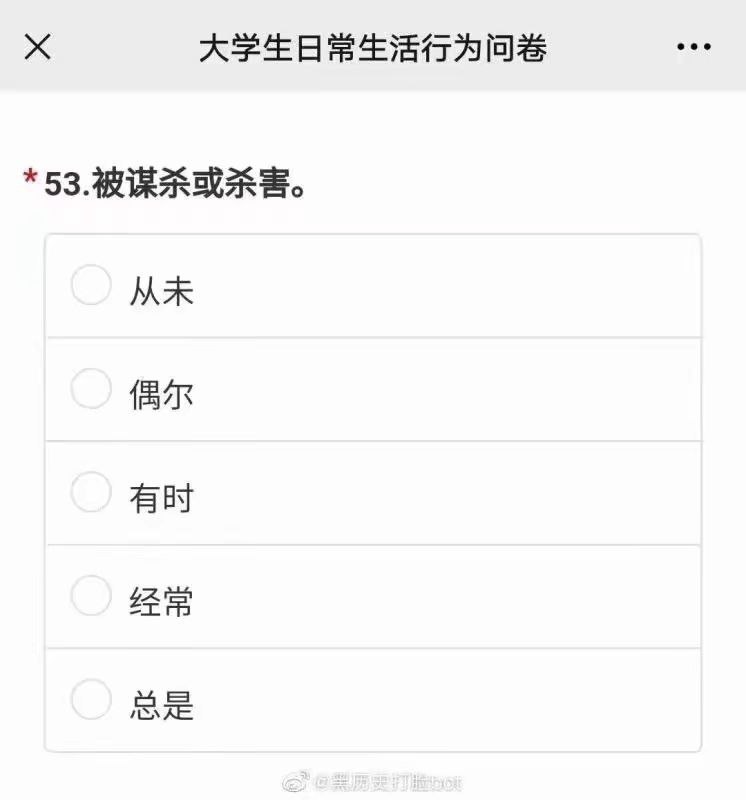 大学生日常生活行为问卷
*53.被谋杀或杀害。
从未
偶尔
有时
经常
总是
@黑历史打脸bot